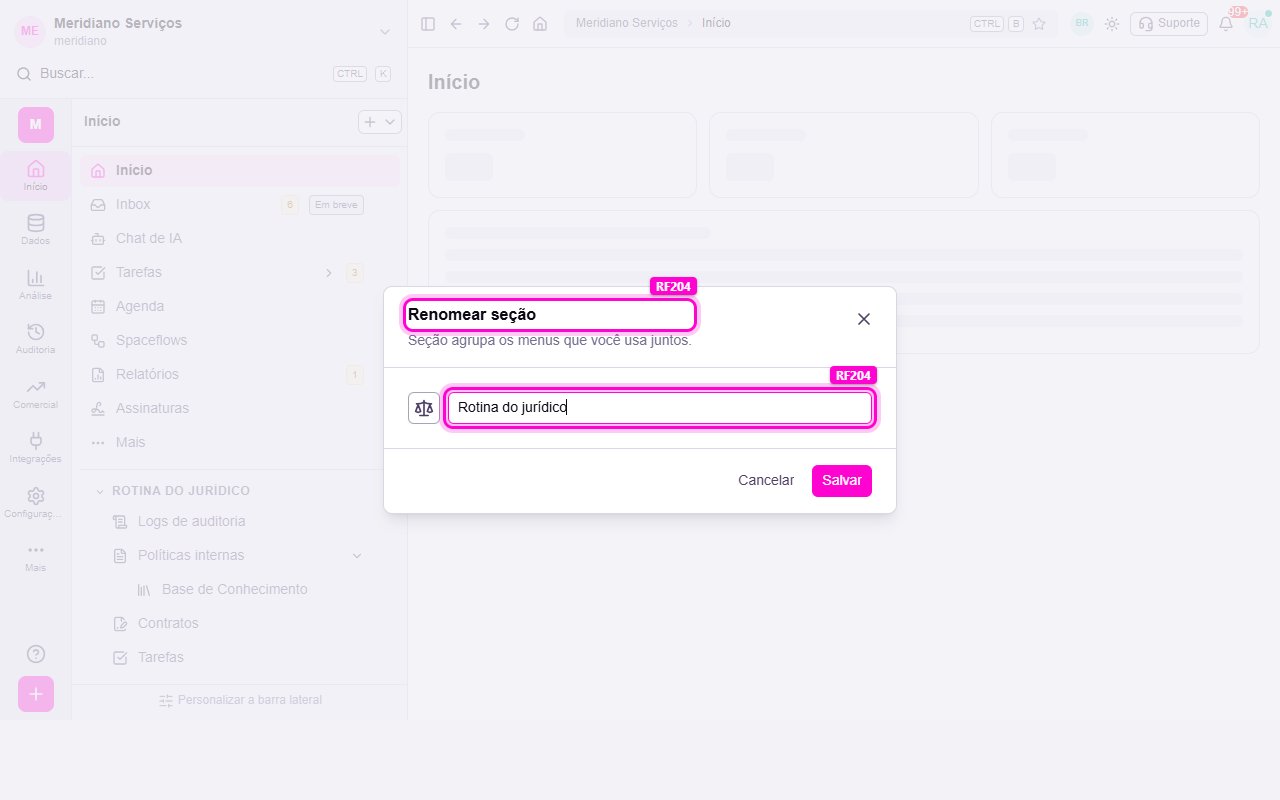 ME
Meridiano Serviços
meridiano
Buscar...
CTRL
K
Meridiano Serviços
Início
CTRL
B
BR
Suporte
99+
RA
M
Início
Dados
Análise
Auditoria
Comercial
Integrações
Configuraç...
Mais
Início
Início
Inbox
6
Em breve
Chat de IA
Tarefas
3
Agenda
Spaceflows
Relatórios
1
Assinaturas
Mais
ROTINA DO JURÍDICO
Logs de auditoria
Políticas internas
Base de Conhecimento
Contratos
Tarefas
Personalizar a barra lateral
Início
RF204
Renomear seção
Seção agrupa os menus que você usa juntos.
RF204
Rotina do jurídico
Cancelar
Salvar